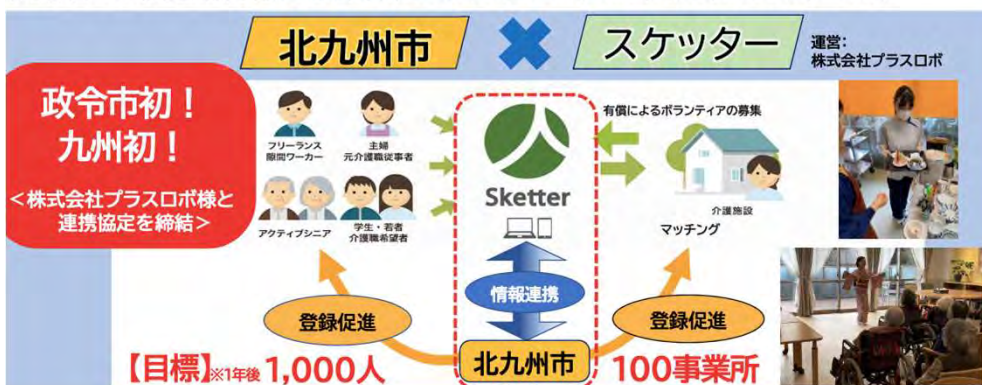 北九州市
スケッター
運営：
株式会社プラスロボ
政令市初！
九州初！
＜株式会社プラスロボ様と
連携協定を締結＞
フリーランス
隙間ワーカー
主婦
元介護職従事者
アクティブシニア
学生・若者
介護職希望者
Sketter
有償によるボランティアの募集
介護施設
マッチング
情報連携
登録促進
登録促進
北九州市
【目標】※1年後 1,000人
100事業所